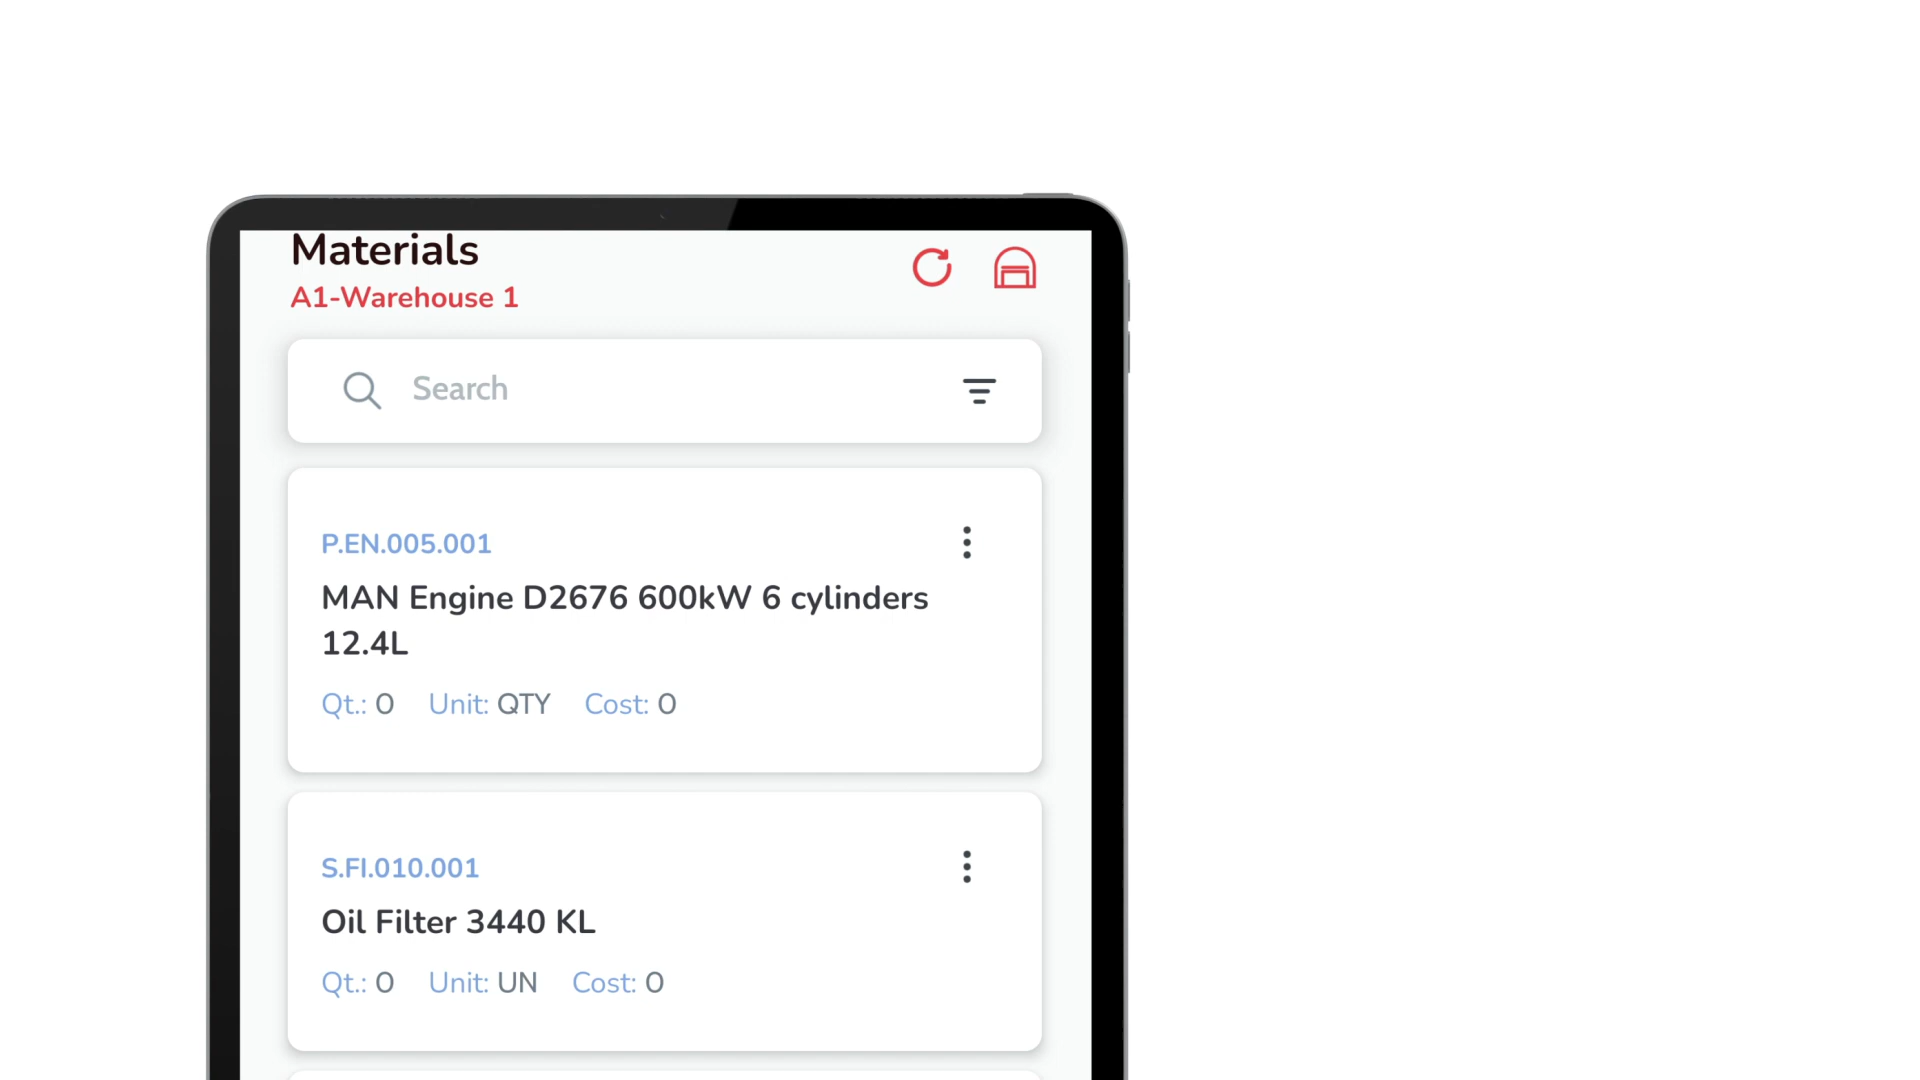 Materials
A1-Warehouse 1
Search
P.EN.005.001
MAN Engine D2676 600kW 6 cylinders
12.4L
Qt.: 0 Unit: QTY Cost: 0
S.FI.010.001
Oil Filter 3440 KL
Qt.: 0 Unit: UN Cost: 0